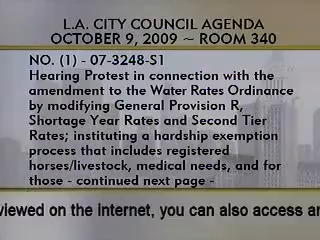 L.A. CITY COUNCIL AGENDA
OCTOBER 9, 2009 ~ ROOM 340
NO. (1) - 07-3248-S1
Hearing Protest in connection with the
amendment to the Water Rates Ordinance
by modifying General Provision R,
Shortage Year Rates and Second Tier
Rates; instituting a hardship exemption
process that includes registered
horses/livestock, medical needs, and for
those - continued next page -
viewed on the internet, you can also access ar